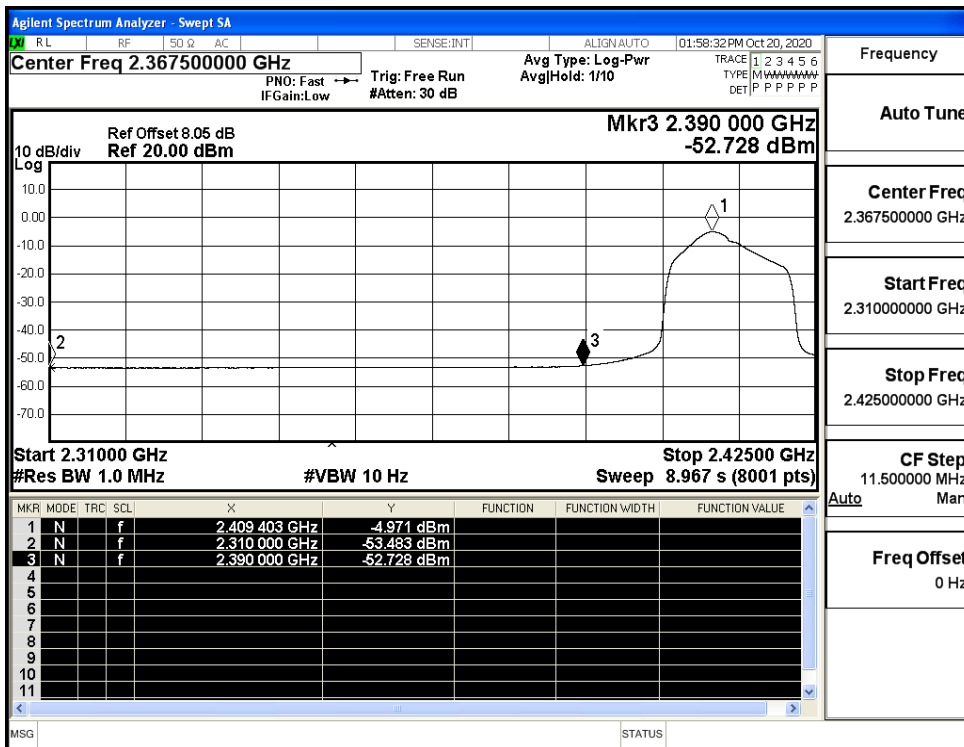 Agilent Spectrum Analyzer - Swept SA
LXI RL RF 50 Ω AC SENSE:INT ALIGNAUTO 01:58:32 PM Oct 20, 2020
Center Freq 2.367500000 GHz
PNO: Fast
IFGain:Low
Trig: Free Run
#Atten: 30 dB
Avg Type: Log-Pwr
Avg|Hold: 1/10
TRACE 1 2 3 4 5 6
TYPE M W W W W W
DET P P P P P P
Ref Offset 8.05 dB
10 dB/div Ref 20.00 dBm
Log
Mkr3 2.390 000 GHz
-52.728 dBm
10.0
0.00
-10.0
-20.0
-30.0
-40.0
-50.0
-60.0
-70.0
1
2
3
Start 2.31000 GHz Stop 2.42500 GHz
#Res BW 1.0 MHz #VBW 10 Hz Sweep 8.967 s (8001 pts)
MKR MODE TRC SCL X Y FUNCTION FUNCTION WIDTH FUNCTION VALUE
1 N f 2.409 403 GHz -4.971 dBm
2 N f 2.310 000 GHz -53.483 dBm
3 N f 2.390 000 GHz -52.728 dBm
4
5
6
7
8
9
10
11
MSG STATUS
Frequency
Auto Tune
Center Freq
2.367500000 GHz
Start Freq
2.310000000 GHz
Stop Freq
2.425000000 GHz
CF Step
11.500000 MHz
Auto Man
Freq Offset
0 Hz